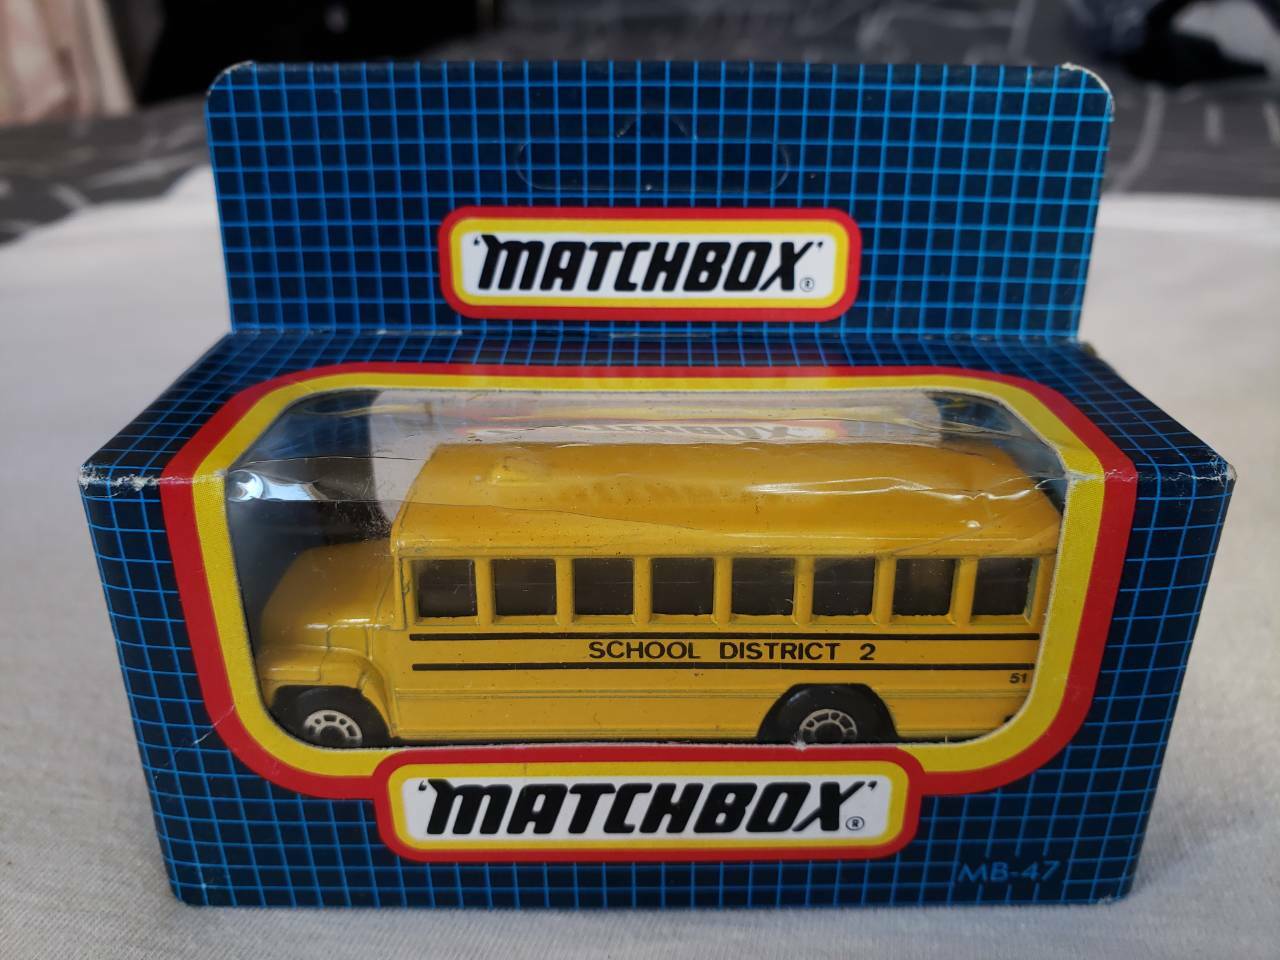 'MATCHBOX'®
SCHOOL DISTRICT 2
51
'MATCHBOX'®
MB-47